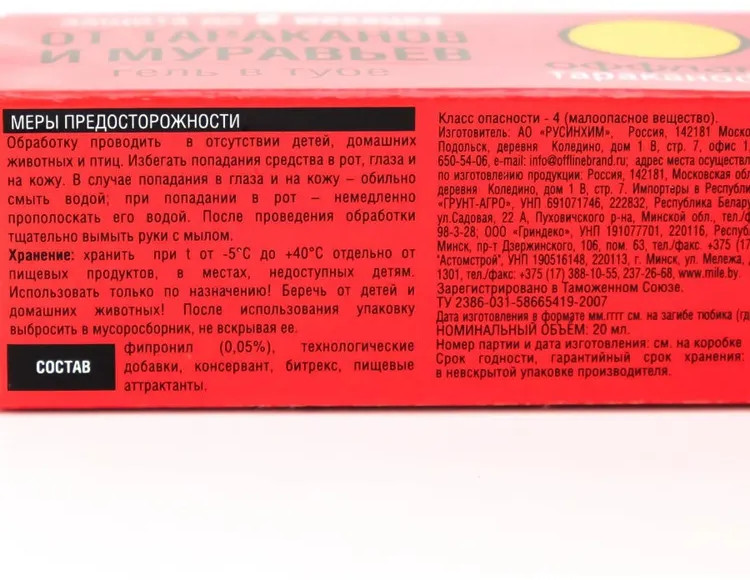 защита до 6 месяцев
ОТ ТАРАКАНОВ
И МУРАВЬЕВ
гель в тубе
тараканов
МЕРЫ ПРЕДОСТОРОЖНОСТИ
Обработку проводить в отсутствии детей, домашних
животных и птиц. Избегать попадания средства в рот, глаза и
на кожу. В случае попадания в глаза и на кожу – обильно
смыть водой; при попадании в рот – немедленно
прополоскать его водой. После проведения обработки
тщательно вымыть руки с мылом.
Хранение: хранить при t от -5°С до +40°С отдельно от
пищевых продуктов, в местах, недоступных детям.
Использовать только по назначению! Беречь от детей и
домашних животных! После использования упаковку
выбросить в мусоросборник, не вскрывая ее.
СОСТАВ
фипронил (0,05%), технологические
добавки, консервант, битрекс, пищевые
аттрактанты.
Класс опасности - 4 (малоопасное вещество).
Изготовитель: АО «РУСИНХИМ», Россия, 142181 Моско
Подольск, деревня Коледино, дом 1 В, стр. 7, офис 1.
650-54-06, e-mail: info@offlinebrand.ru; адрес места осуществл
по изготовлению продукции: Россия, 142181, Московская обл
деревня Коледино, дом 1 В, стр. 7. Импортеры в Республи
"ГРУНТ-АГРО», УНП 691071746, 222832, Республика Белару
ул.Садовая, 22 А, Пуховичского р-на, Минской обл., тел./ф
98-3-28; ООО «Гриндеко», УНП 191077701, 220116, Респуб
Минск, пр-т Дзержинского, 106, пом. 63, тел./факс. +375 (17
"Астомстрой", УНП 190516148, 220113, г. Минск, ул. Мележа, д
1301, тел./факс: +375 (17) 388-10-55, 237-26-68, www.mile.by
Зарегистрировано в Таможенном Союзе.
ТУ 2386-031-58665419-2007
Дата изготовления в формате мм.гггг см. на загибе тюбика (гд
НОМИНАЛЬНЫЙ ОБЪЕМ: 20 мл.
Номер партии и дата изготовления: см. на коробке
Срок годности, гарантийный срок хранения:
в невскрытой упаковке производителя.